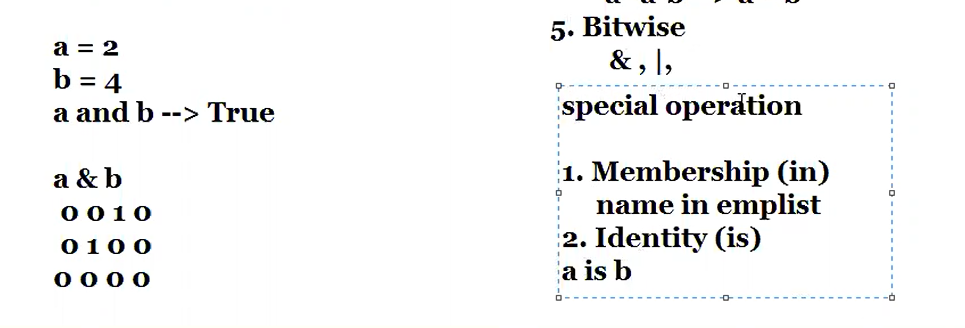 a = 2
b = 4
a and b --> True
a & b
0 0 1 0
0 1 0 0
0 0 0 0
5. Bitwise
& , |,
special operation
1. Membership (in)
name in emplist
2. Identity (is)
a is b